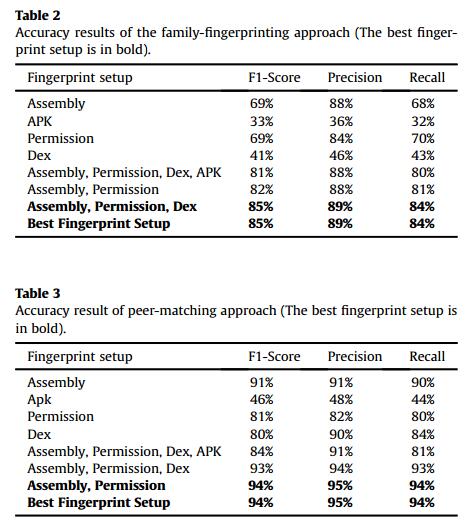 Table 2
Accuracy results of the family-fingerprinting approach (The best finger-
print setup is in bold).
Fingerprint setup F1-Score Precision Recall
Assembly 69% 88% 68%
APK 33% 36% 32%
Permission 69% 84% 70%
Dex 41% 46% 43%
Assembly, Permission, Dex, APK 81% 88% 80%
Assembly, Permission 82% 88% 81%
Assembly, Permission, Dex 85% 89% 84%
Best Fingerprint Setup 85% 89% 84%
Table 3
Accuracy result of peer-matching approach (The best fingerprint setup is
in bold).
Fingerprint setup F1-Score Precision Recall
Assembly 91% 91% 90%
Apk 46% 48% 44%
Permission 81% 82% 80%
Dex 80% 90% 84%
Assembly, Permission, Dex, APK 84% 91% 81%
Assembly, Permission, Dex 93% 94% 93%
Assembly, Permission 94% 95% 94%
Best Fingerprint Setup 94% 95% 94%